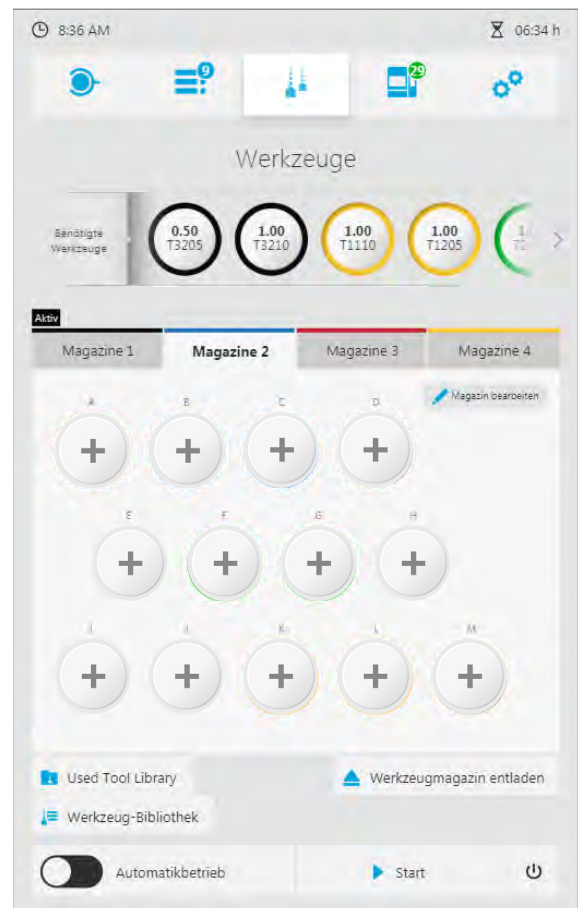 8:36 AM
06:34 h
9
29
Werkzeuge
Benötigte
Werkzeuge
0.50
T3205
1.00
T3210
1.00
T1110
1.00
T1205
Aktiv
Magazine 1
Magazine 2
Magazine 3
Magazine 4
Magazin bearbeiten
A
B
C
D
E
F
G
H
K
L
M
Used Tool Library
Werkzeugmagazin entladen
Werkzeug-Bibliothek
Automatikbetrieb
Start